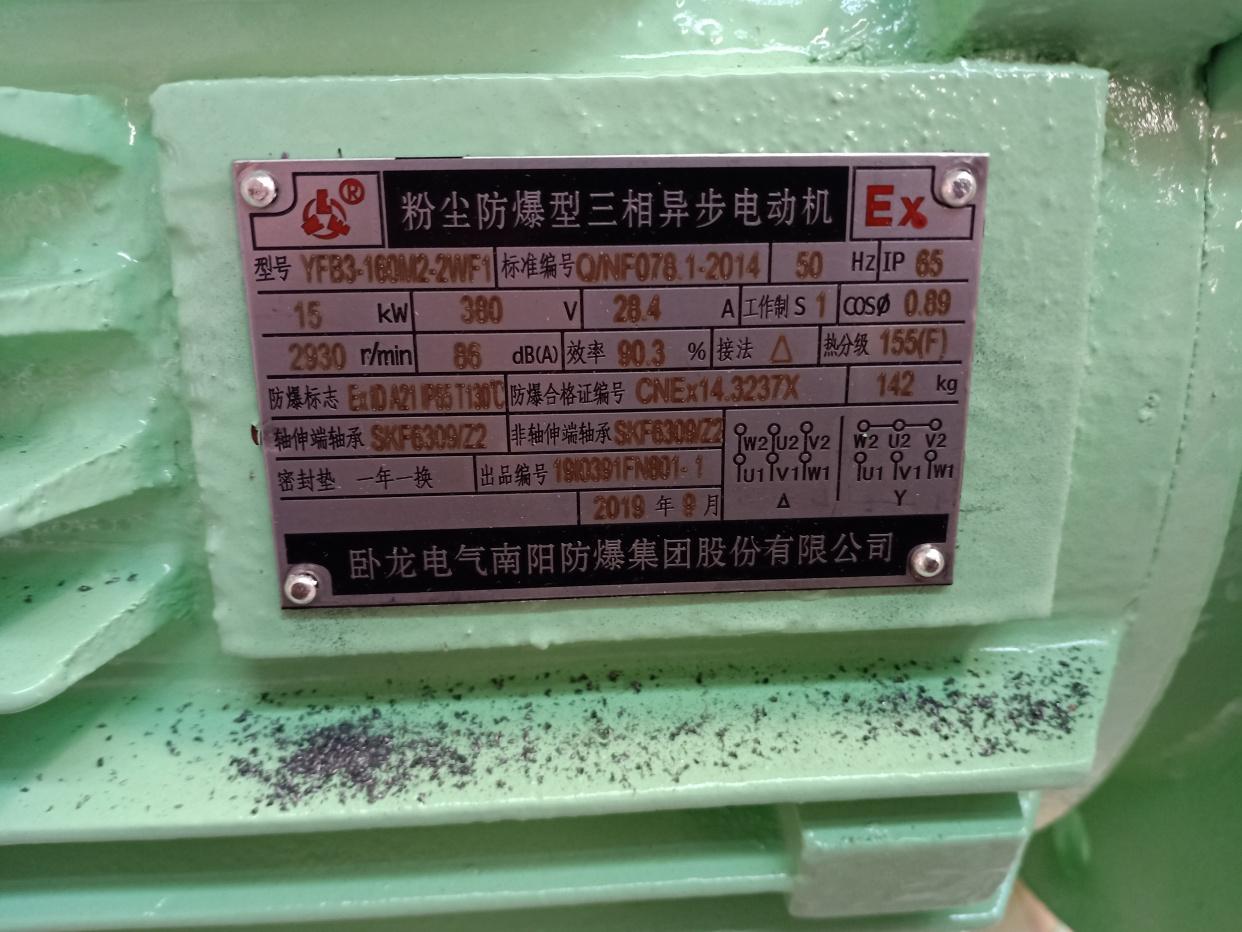 ® 粉尘防爆型三相异步电动机 Ex
型号 YFB3-160M2-2WF1 标准编号 Q/NF078.1-2014 50 Hz IP 65
15 kW 380 V 28.4 A 工作制 S 1 COSØ 0.89
2930 r/min 86 dB(A) 效率 90.3 % 接法 △ 热分级 155(F)
防爆标志 Ex tD A21 IP65 T130℃ 防爆合格证编号 CNEx14.3237X 142 kg
轴伸端轴承 SKF6309/Z2 非轴伸端轴承 SKF6309/Z2
密封垫 一年一换 出品编号 19I0391FN801-1
2019 年 9 月
W2 U2 V2
U1 V1 W1
△
W2 U2 V2
U1 V1 W1
Y
卧龙电气南阳防爆集团股份有限公司